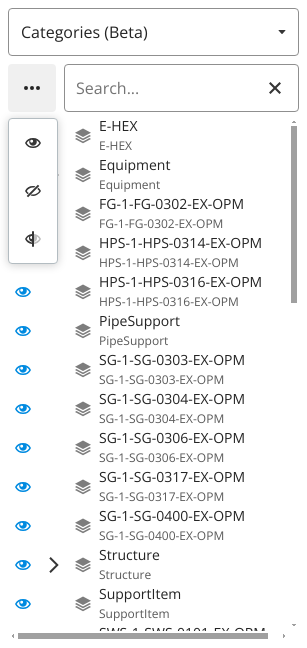 Categories (Beta)
Search...
E-HEX
E-HEX
Equipment
Equipment
FG-1-FG-0302-EX-OPM
FG-1-FG-0302-EX-OPM
HPS-1-HPS-0314-EX-OPM
HPS-1-HPS-0314-EX-OPM
HPS-1-HPS-0316-EX-OPM
HPS-1-HPS-0316-EX-OPM
PipeSupport
PipeSupport
SG-1-SG-0303-EX-OPM
SG-1-SG-0303-EX-OPM
SG-1-SG-0304-EX-OPM
SG-1-SG-0304-EX-OPM
SG-1-SG-0306-EX-OPM
SG-1-SG-0306-EX-OPM
SG-1-SG-0317-EX-OPM
SG-1-SG-0317-EX-OPM
SG-1-SG-0400-EX-OPM
SG-1-SG-0400-EX-OPM
Structure
Structure
SupportItem
SupportItem